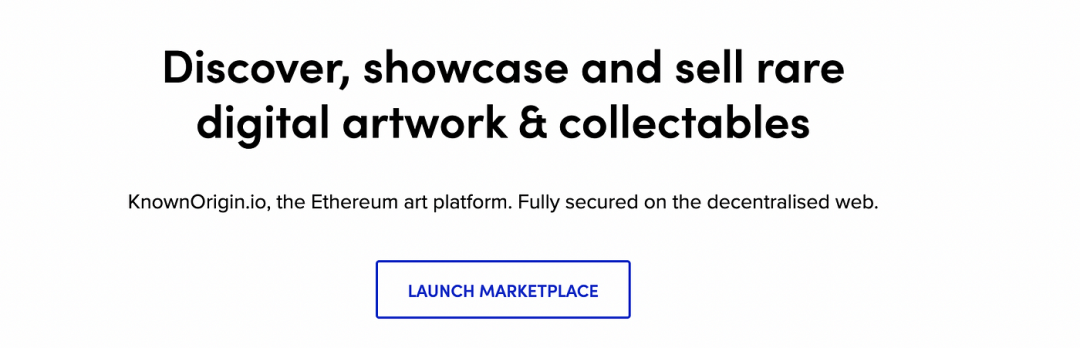 Discover, showcase and sell rare
digital artwork & collectables
KnownOrigin.io, the Ethereum art platform. Fully secured on the decentralised web.
LAUNCH MARKETPLACE